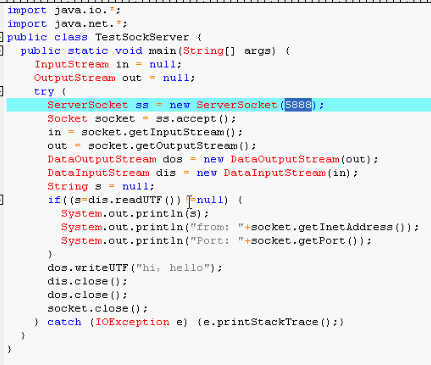 import java.io.*;
import java.net.*;
public class TestSockServer {
public static void main(String[] args) {
InputStream in = null;
OutputStream out = null;
try {
ServerSocket ss = new ServerSocket(5888);
Socket socket = ss.accept();
in = socket.getInputStream();
out = socket.getOutputStream();
DataOutputStream dos = new DataOutputStream(out);
DataInputStream dis = new DataInputStream(in);
String s = null;
if((s=dis.readUTF()) !=null) {
System.out.println(s);
System.out.println("from: "+socket.getInetAddress());
System.out.println("Port: "+socket.getPort());
}
dos.writeUTF("hi, hello");
dis.close();
dos.close();
socket.close();
} catch (IOException e) {e.printStackTrace();}
}
}